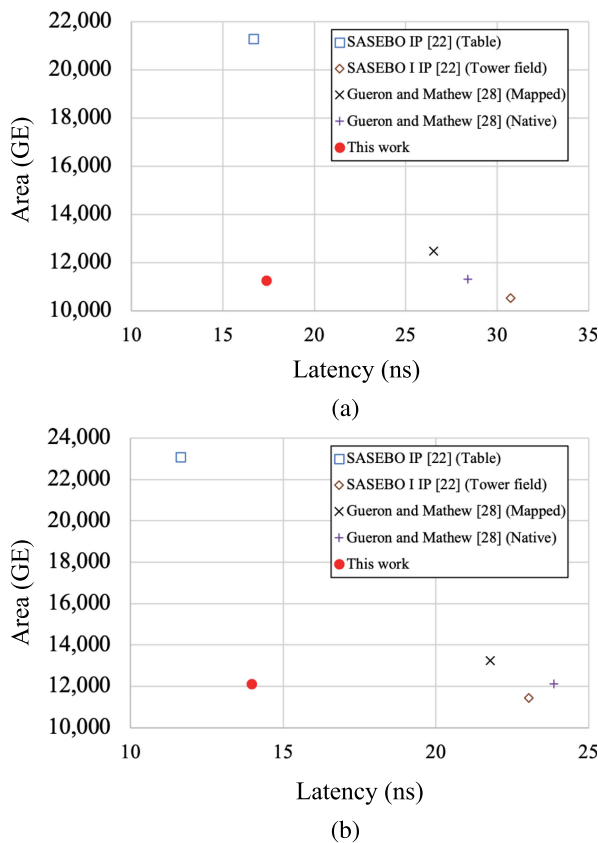 22,000
20,000
18,000
16,000
14,000
12,000
10,000
Area (GE)
SASEBO IP [22] (Table)
SASEBO I IP [22] (Tower field)
Gueron and Mathew [28] (Mapped)
Gueron and Mathew [28] (Native)
This work
10 15 20 25 30 35
Latency (ns)
(a)
24,000
22,000
20,000
18,000
16,000
14,000
12,000
10,000
Area (GE)
SASEBO IP [22] (Table)
SASEBO I IP [22] (Tower field)
Gueron and Mathew [28] (Mapped)
Gueron and Mathew [28] (Native)
This work
10 15 20 25
Latency (ns)
(b)